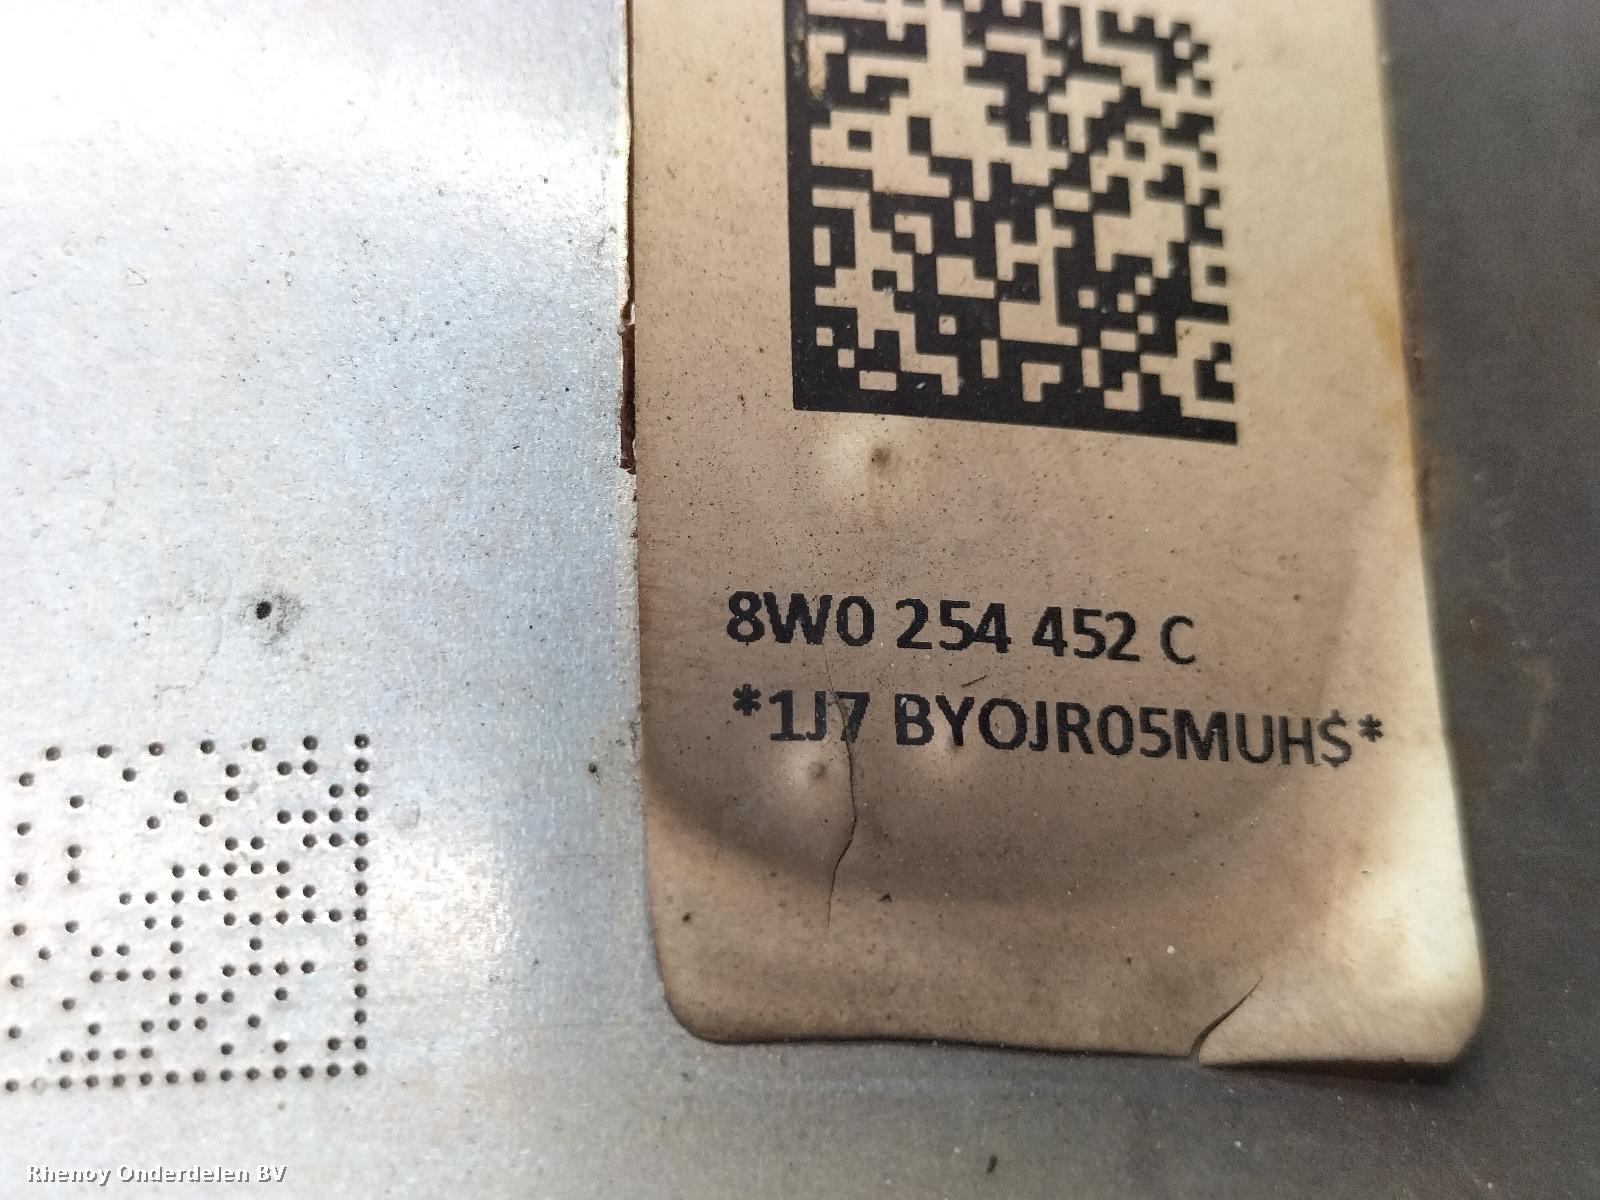 8W0 254 452 C
*1J7 BYOJR05MUH$*
Rhenoy Onderdelen BV